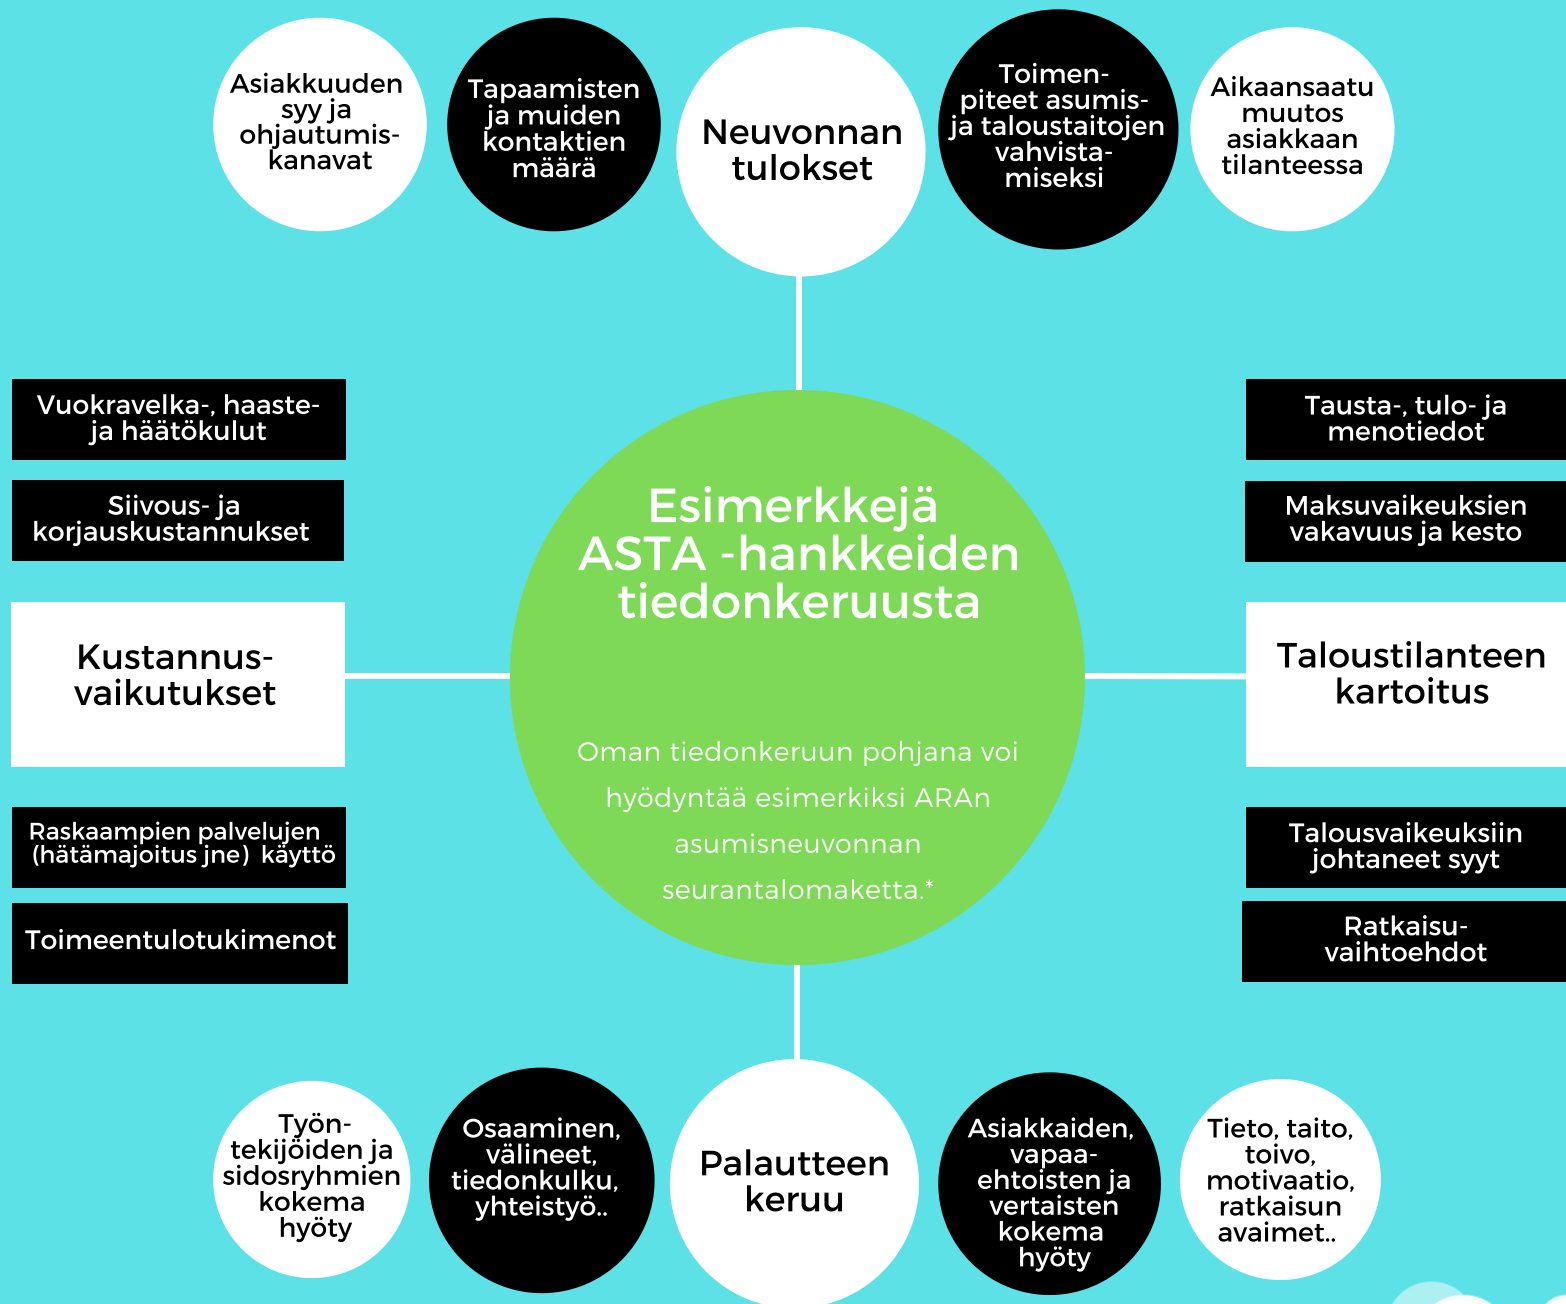 Asiakkuuden
syy ja
ohjautumis-
kanavat
Tapaamisten
ja muiden
kontaktien
määrä
Neuvonnan
tulokset
Toimen-
piteet asumis-
ja taloustaitojen
vahvista-
miseksi
Aikaansaatu
muutos
asiakkaan
tilanteessa
Vuokravelka-, haaste-
ja häätökulut
Siivous- ja
korjauskustannukset
Kustannus-
vaikutukset
Raskaampien palvelujen
(hätämajoitus jne) käyttö
Toimeentulotukimenot
Esimerkkejä
ASTA -hankkeiden
tiedonkeruusta
Oman tiedonkeruun pohjana voi
hyödyntää esimerkiksi ARAn
asumisneuvonnan
seurantalomaketta.*
Tausta-, tulo- ja
menotiedot
Maksuvaikeuksien
vakavuus ja kesto
Taloustilanteen
kartoitus
Talousvaikeuksiin
johtaneet syyt
Ratkaisu-
vaihtoehdot
Työn-
tekijöiden ja
sidosryhmien
kokema
hyöty
Osaaminen,
välineet,
tiedonkulku,
yhteistyö..
Palautteen
keruu
Asiakkaiden,
vapaa-
ehtoisten ja
vertaisten
kokema
hyöty
Tieto, taito,
toivo,
motivaatio,
ratkaisun
avaimet..